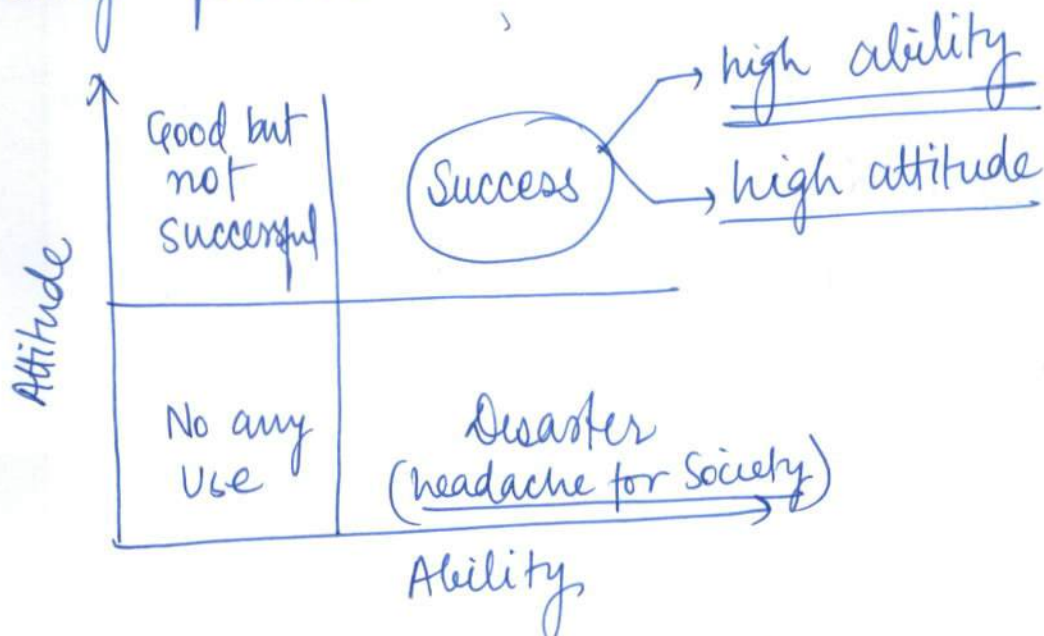 Good but
not
successful
Success
high ability
high attitude
Attitude
No any
Use
Disaster
(headache for Society)
Ability